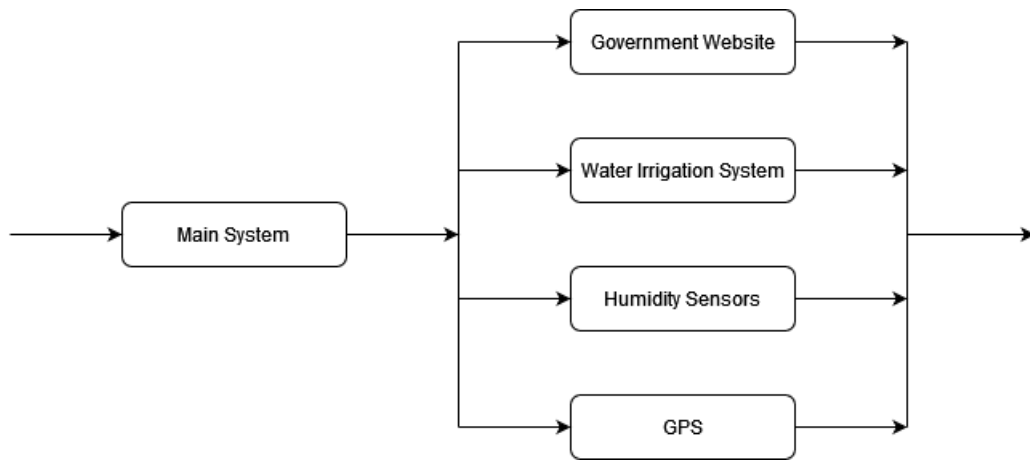 Government Website
Water Irrigation System
Main System
Humidity Sensors
GPS